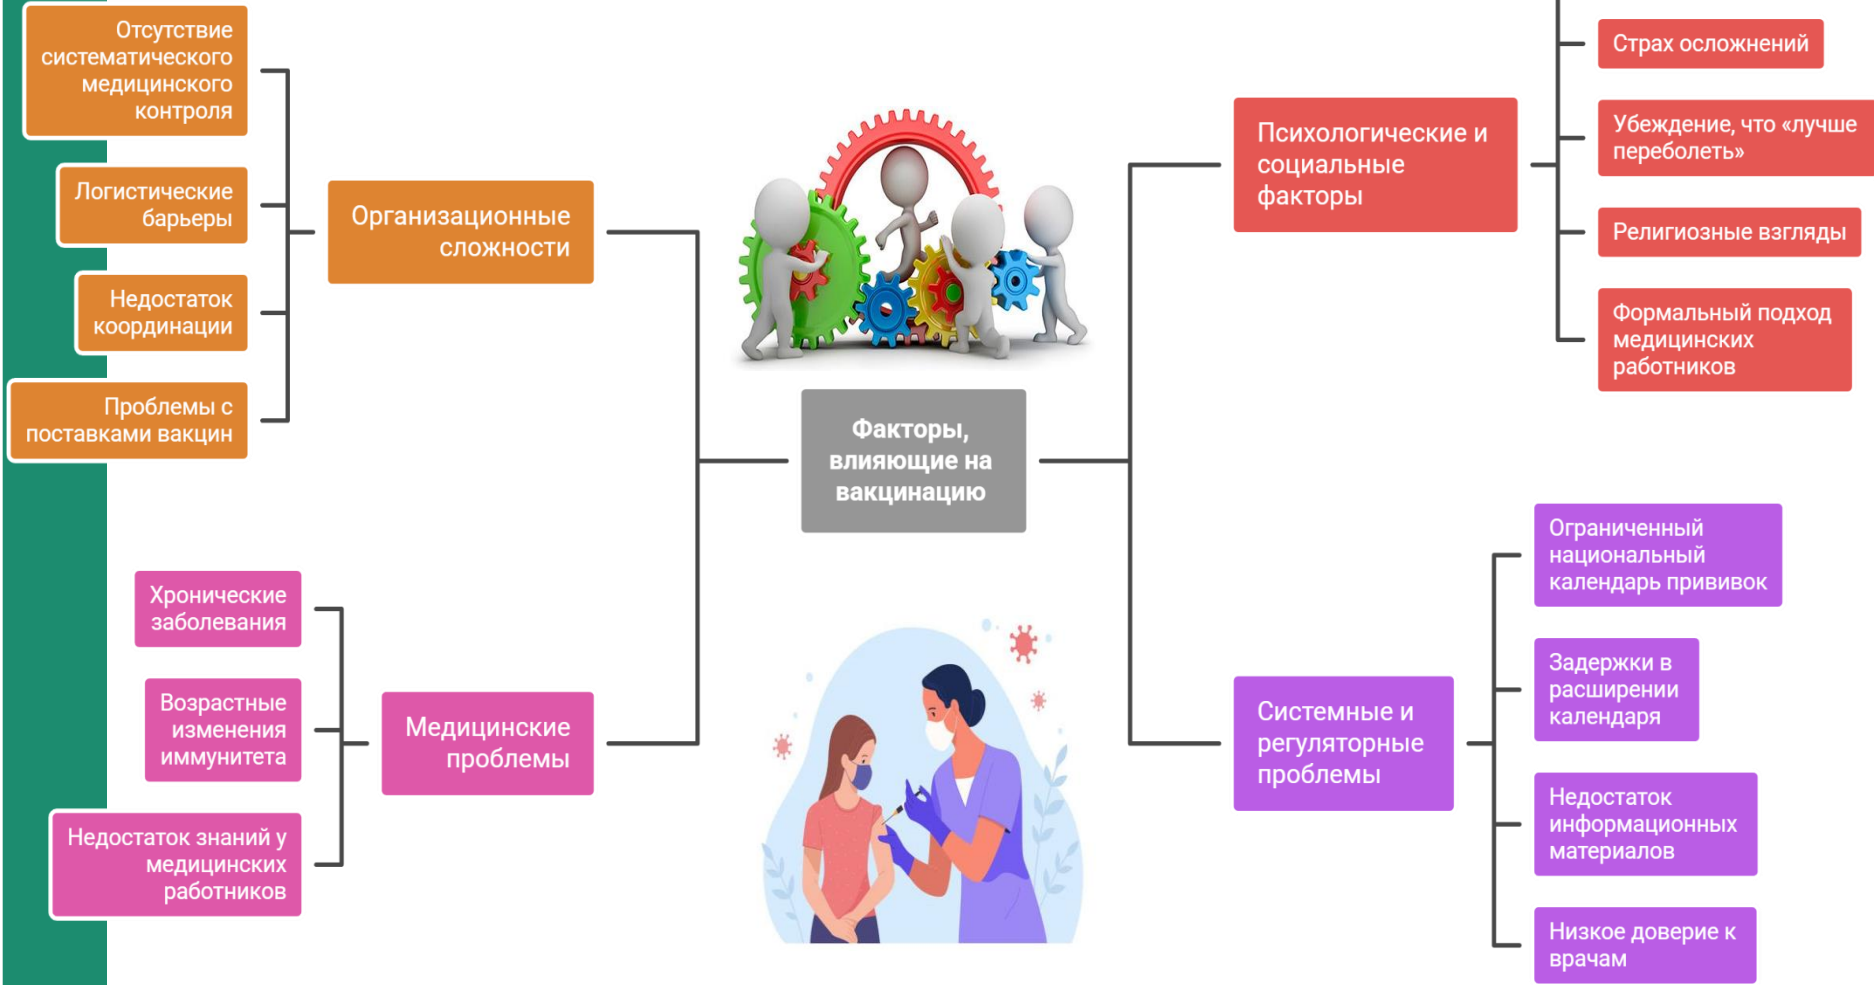 Отсутствие
систематического
медицинского
контроля
Логистические
барьеры
Недостаток
координации
Проблемы с
поставками вакцин
Организационные
сложности
Хронические
заболевания
Возрастные
изменения
иммунитета
Недостаток знаний у
медицинских
работников
Медицинские
проблемы
Факторы,
влияющие на
вакцинацию
Психологические и
социальные
факторы
Страх осложнений
Убеждение, что «лучше
переболеть»
Религиозные взгляды
Формальный подход
медицинских
работников
Системные и
регуляторные
проблемы
Ограниченный
национальный
календарь прививок
Задержки в
расширении
календаря
Недостаток
информационных
материалов
Низкое доверие к
врачам